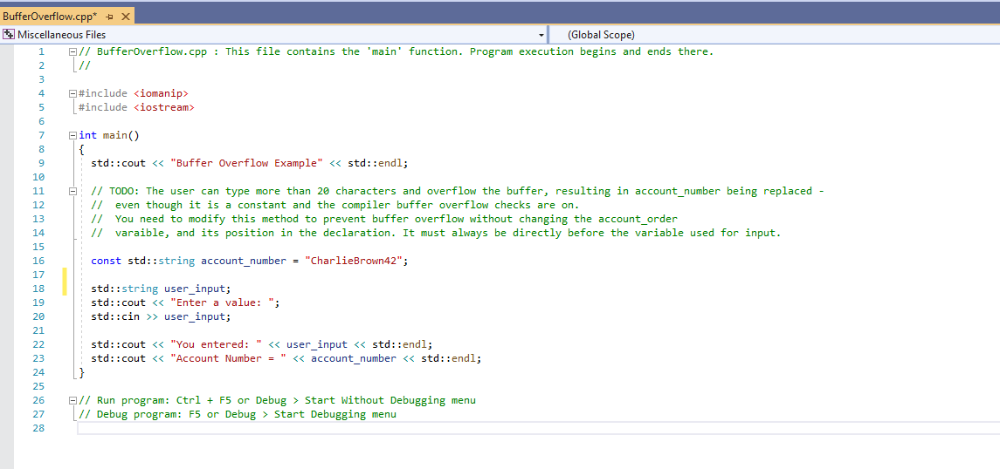 BufferOverflow.cpp*
Miscellaneous Files (Global Scope)
1 // BufferOverflow.cpp : This file contains the 'main' function. Program execution begins and ends there.
2 //
3
4 #include <iomanip>
5 #include <iostream>
6
7 int main()
8 {
9 std::cout << "Buffer Overflow Example" << std::endl;
10
11 // TODO: The user can type more than 20 characters and overflow the buffer, resulting in account_number being replaced -
12 //  even though it is a constant and the compiler buffer overflow checks are on.
13 //  You need to modify this method to prevent buffer overflow without changing the account_order
14 //  varaible, and its position in the declaration. It must always be directly before the variable used for input.
15
16 const std::string account_number = "CharlieBrown42";
17
18 std::string user_input;
19 std::cout << "Enter a value: ";
20 std::cin >> user_input;
21
22 std::cout << "You entered: " << user_input << std::endl;
23 std::cout << "Account Number = " << account_number << std::endl;
24 }
25
26 // Run program: Ctrl + F5 or Debug > Start Without Debugging menu
27 // Debug program: F5 or Debug > Start Debugging menu
28